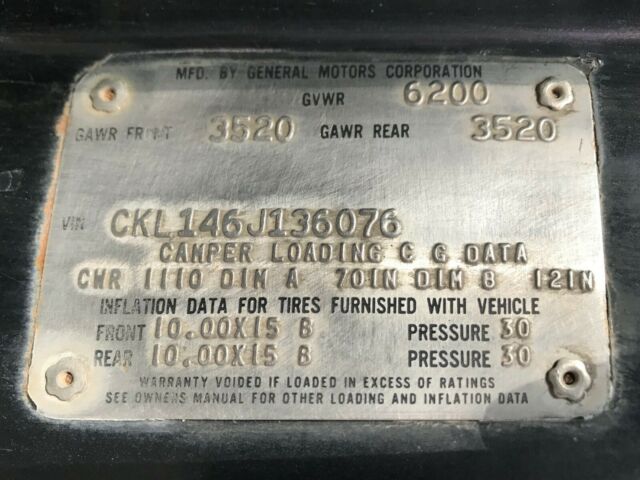 MFD. BY GENERAL MOTORS CORPORATION
GVWR 6200
GAWR FRONT 3520 GAWR REAR 3520
VIN CKL146J136076
CAMPER LOADING C G DATA
CWR 1110 DIM A 70IN DIM B 12IN
INFLATION DATA FOR TIRES FURNISHED WITH VEHICLE
FRONT 10.00X15 B PRESSURE 30
REAR 10.00X15 B PRESSURE 30
WARRANTY VOIDED IF LOADED IN EXCESS OF RATINGS
SEE OWNERS MANUAL FOR OTHER LOADING AND INFLATION DATA